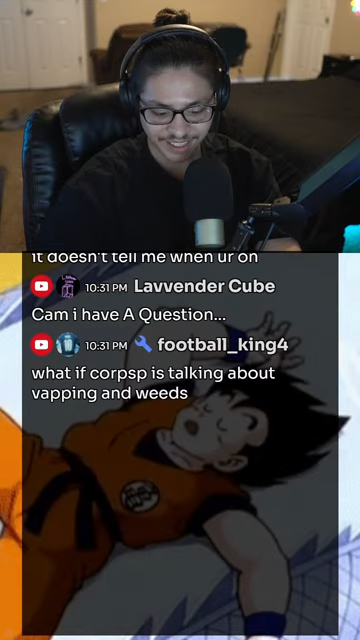 it doesn't tell me when ur on
10:31 PM Lavvender Cube
Cam i have A Question...
10:31 PM football_king4
what if corpsp is talking about
vapping and weeds